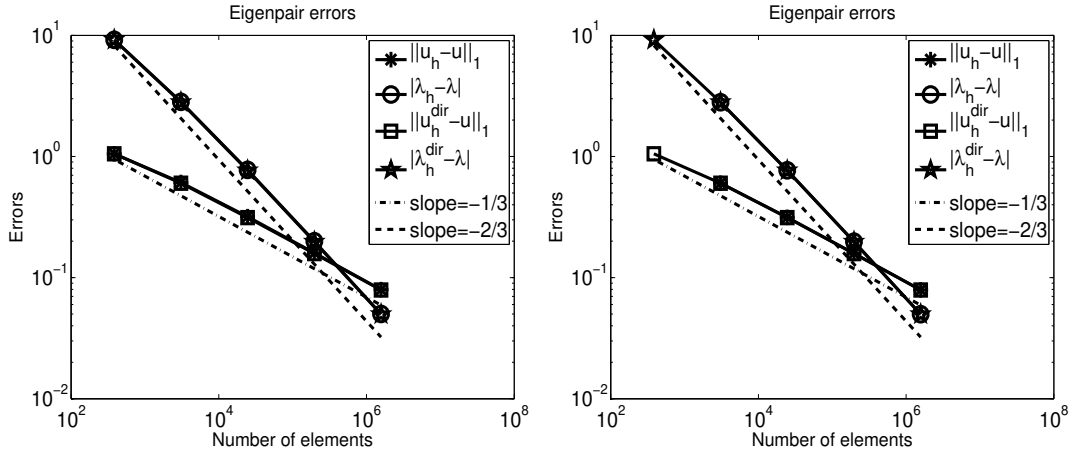 Eigenpair errors
10^1
10^0
10^-1
10^-2
Errors
10^2
10^4
10^6
10^8
Number of elements
||u_h−u||_1
|λ_h−λ|
||u_h^dir−u||_1
|λ_h^dir−λ|
slope=−1/3
slope=−2/3
Eigenpair errors
10^1
10^0
10^-1
10^-2
Errors
10^2
10^4
10^6
10^8
Number of elements
||u_h−u||_1
|λ_h−λ|
||u_h^dir−u||_1
|λ_h^dir−λ|
slope=−1/3
slope=−2/3